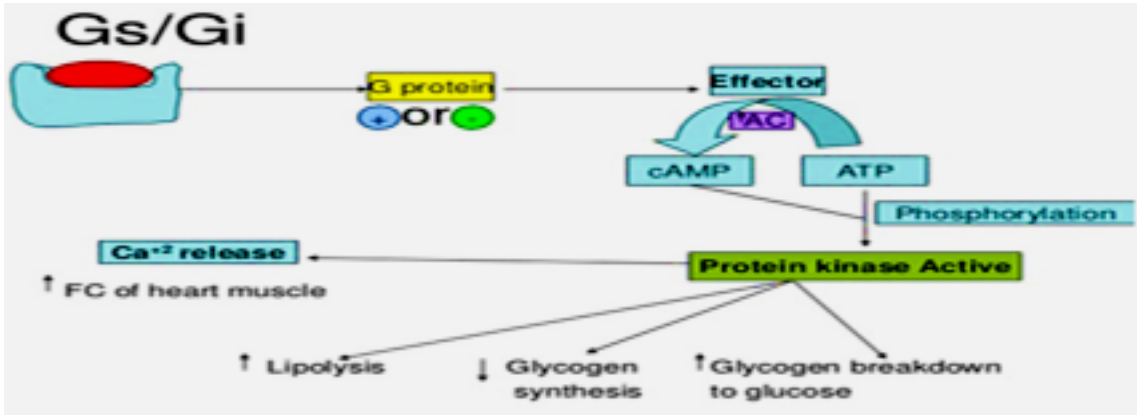 Gs/Gi
G protein
+ or -
Effector
AC
cAMP
ATP
Phosphorylation
Ca+2 release
Protein kinase Active
↑ FC of heart muscle
↑ Lipolysis
↓ Glycogen
synthesis
↑ Glycogen breakdown
to glucose